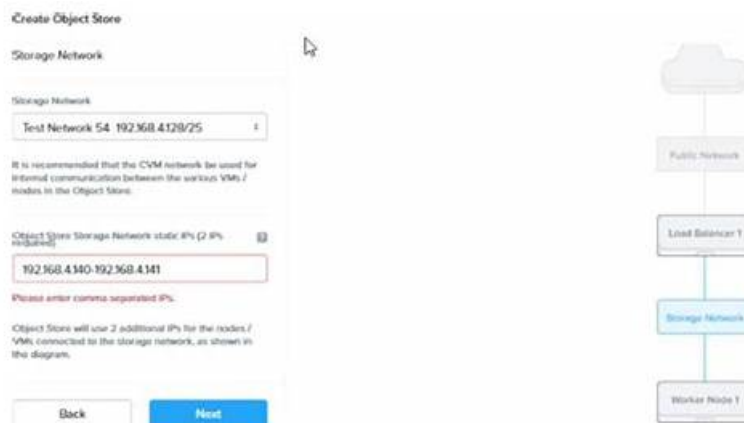 Create Object Store
Storage Network
Storage Network
Test Network 54 192.168.4.128/25
It is recommended that the CVM network be used for
internal communication between the various VMs /
nodes in the Object Store.
Object Store Storage Network static IPs (2 IPs
required)
192.168.4.140-192.168.4.141
Please enter comma separated IPs.
Object Store will use 2 additional IPs for the nodes /
VMs connected to the storage network, as shown in
the diagram.
Back
Next
Public Network
Load Balancer 1
Storage Network
Worker Node 1